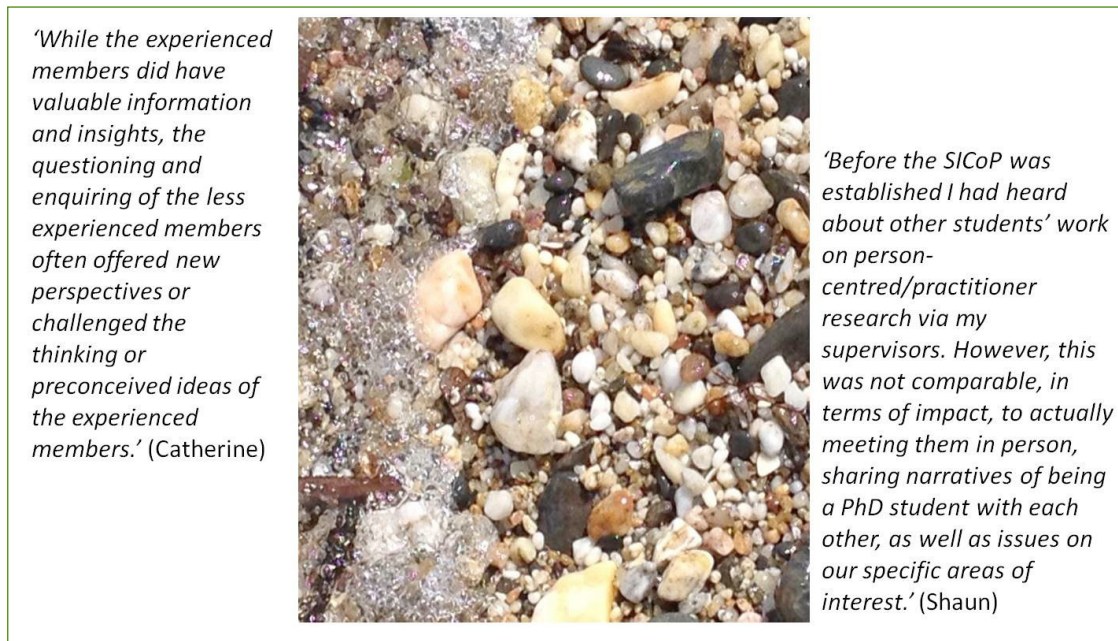 ‘While the experienced
members did have
valuable information
and insights, the
questioning and
enquiring of the less
experienced members
often offered new
perspectives or
challenged the
thinking or
preconceived ideas of
the experienced
members.’ (Catherine)
‘Before the SICoP was
established I had heard
about other students’ work
on person-
centred/practitioner
research via my
supervisors. However, this
was not comparable, in
terms of impact, to actually
meeting them in person,
sharing narratives of being
a PhD student with each
other, as well as issues on
our specific areas of
interest.’ (Shaun)